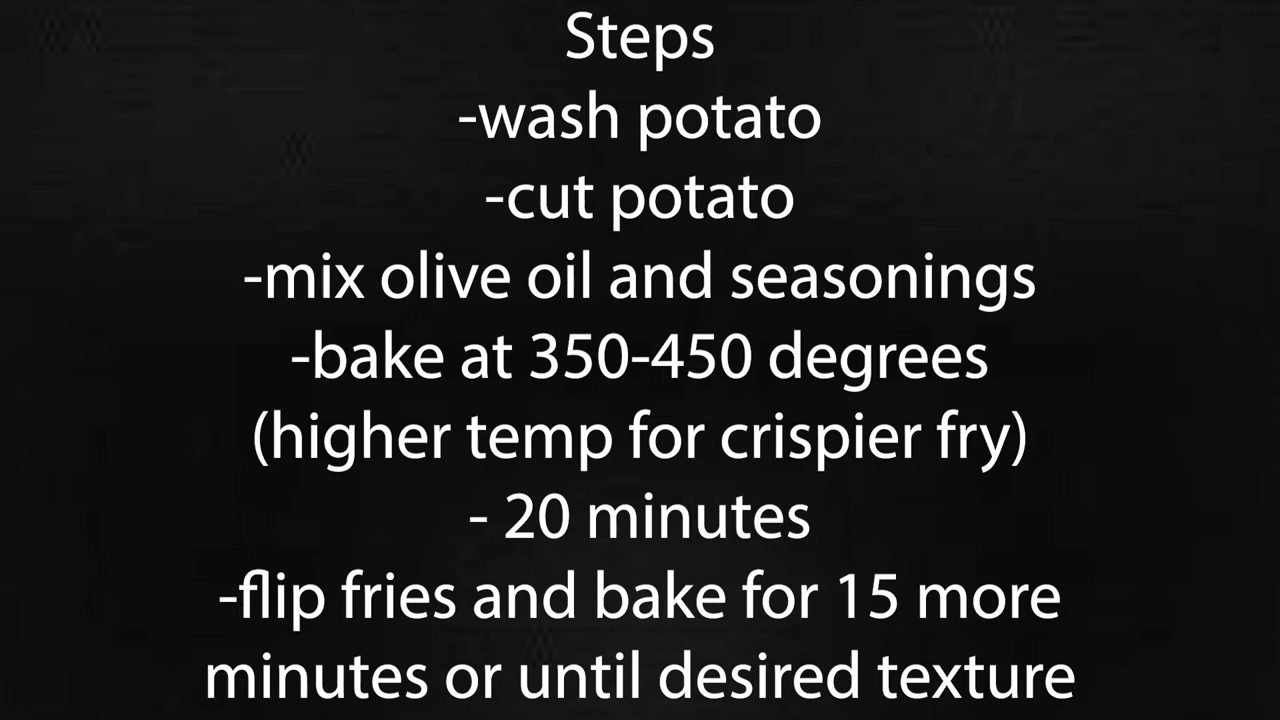 Steps
-wash potato
-cut potato
-mix olive oil and seasonings
-bake at 350-450 degrees
(higher temp for crispier fry)
- 20 minutes
-flip fries and bake for 15 more
minutes or until desired texture